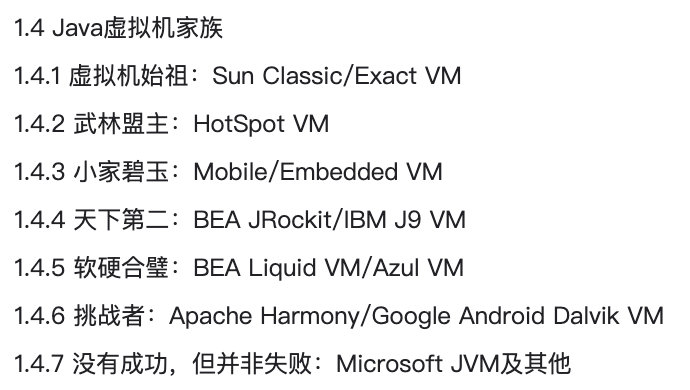 1.4 Java虚拟机家族
1.4.1 虚拟机始祖：Sun Classic/Exact VM
1.4.2 武林盟主：HotSpot VM
1.4.3 小家碧玉：Mobile/Embedded VM
1.4.4 天下第二：BEA JRockit/IBM J9 VM
1.4.5 软硬合璧：BEA Liquid VM/Azul VM
1.4.6 挑战者：Apache Harmony/Google Android Dalvik VM
1.4.7 没有成功，但并非失败：Microsoft JVM及其他